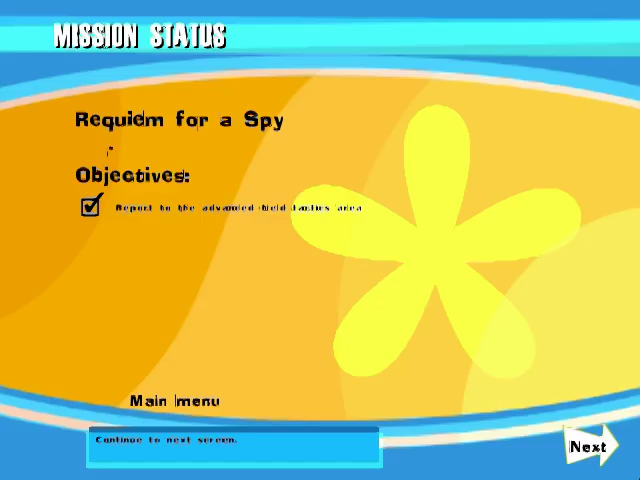 MISSION STATUS
Requiem for a Spy
Objectives:
Report to the advanced field tactics area
Main menu
Continue to next screen.
Next